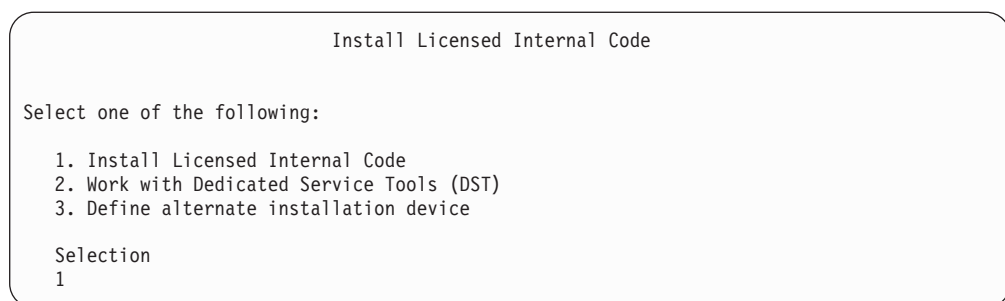 Install Licensed Internal Code
Select one of the following:
1. Install Licensed Internal Code
2. Work with Dedicated Service Tools (DST)
3. Define alternate installation device
Selection
1